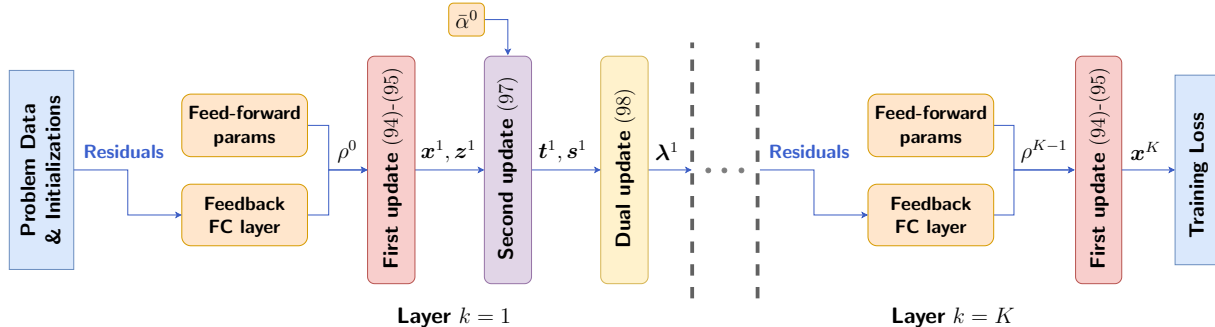 Problem Data
& Initializations
Residuals
Feed-forward
params
Feedback
FC layer
ρ⁰
First update (94)-(95)
x¹, z¹
ᾱ⁰
Second update (97)
t¹, s¹
Dual update (98)
λ¹
Layer k = 1
· · ·
Residuals
Feed-forward
params
Feedback
FC layer
ρᴷ⁻¹
First update (94)-(95)
xᴷ
Training Loss
Layer k = K